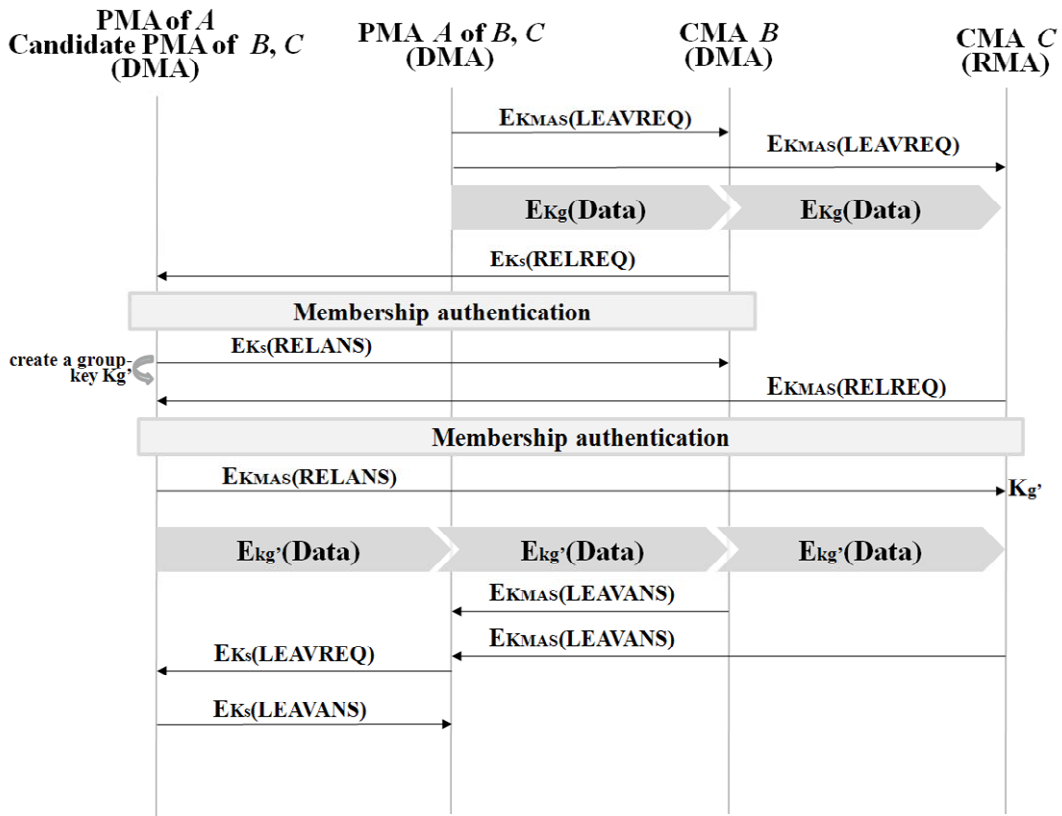 PMA of A
Candidate PMA of B, C
(DMA)
PMA A of B, C
(DMA)
CMA B
(DMA)
CMA C
(RMA)
EKMAS(LEAVREQ)
EKMAS(LEAVREQ)
EKg(Data)
EKg(Data)
EKs(RELREQ)
Membership authentication
EKs(RELANS)
create a group-
key Kg’
EKMAS(RELREQ)
Membership authentication
EKMAS(RELANS)
Kg’
Ekg’(Data)
Ekg’(Data)
Ekg’(Data)
EKMAS(LEAVANS)
EKMAS(LEAVANS)
EKs(LEAVREQ)
EKs(LEAVANS)